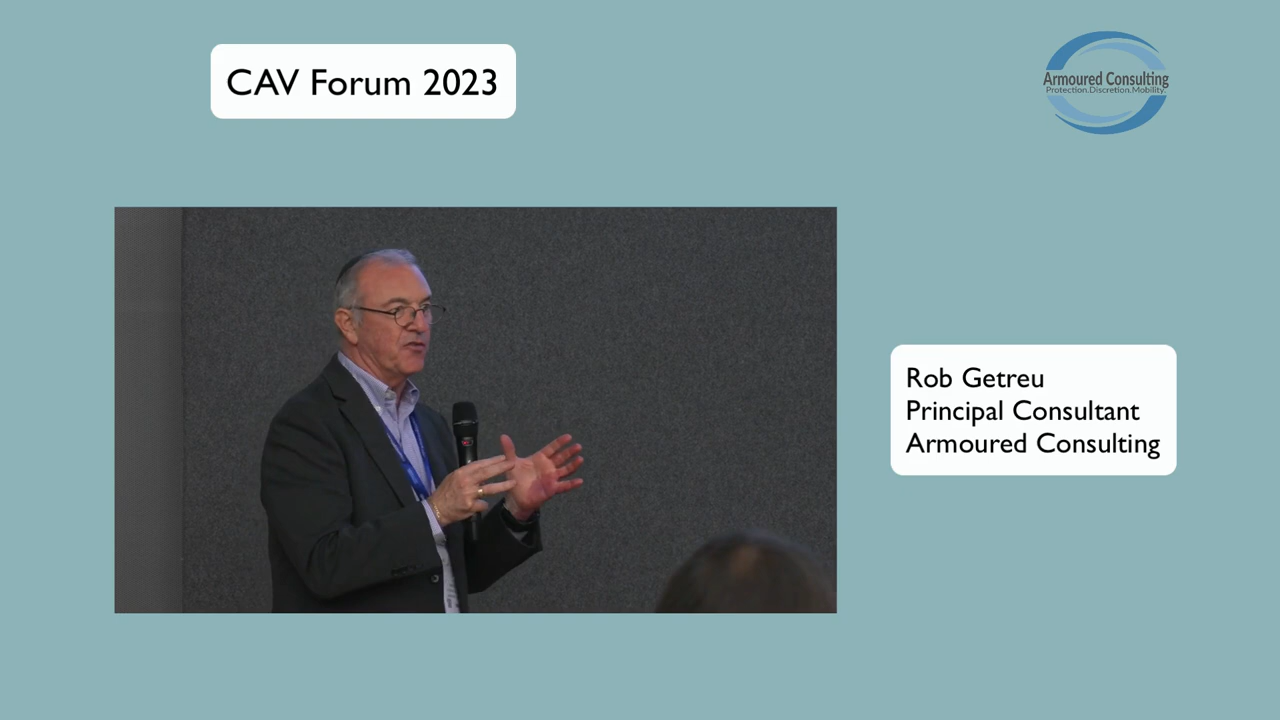 CAV Forum 2023
Armoured Consulting
Protection.Discretion.Mobility.
Rob Getreu
Principal Consultant
Armoured Consulting